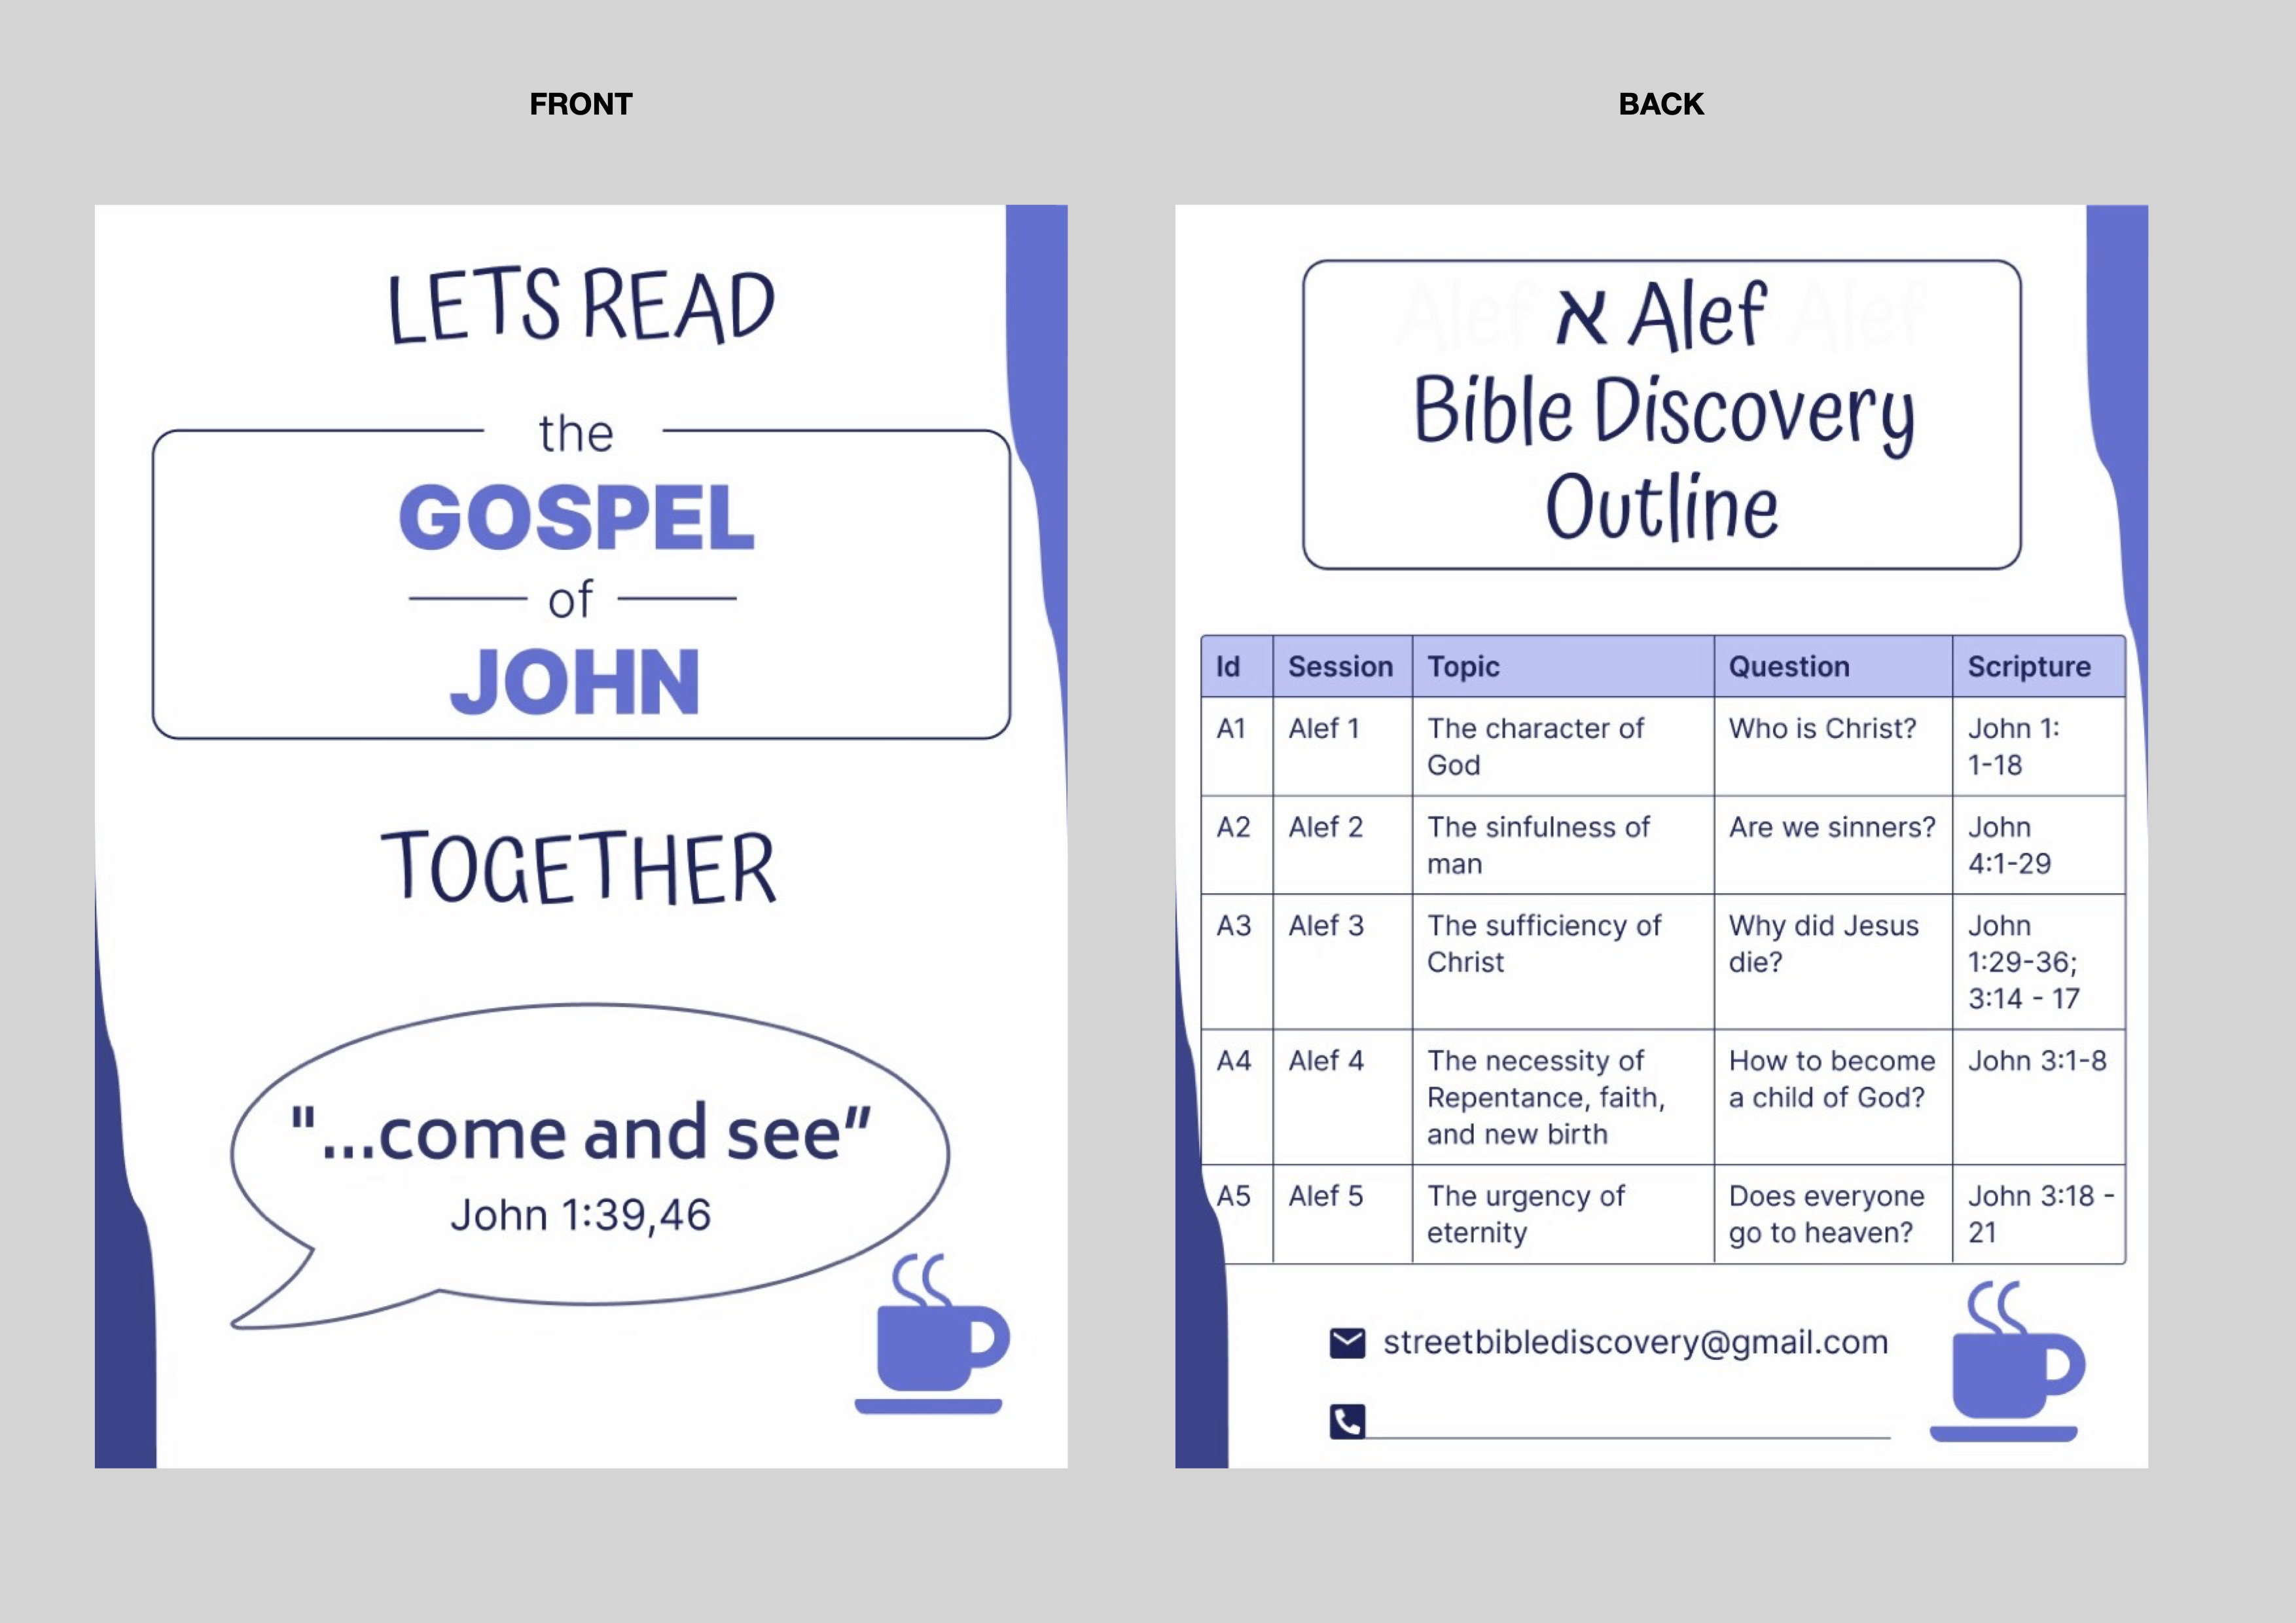 FRONT
LETS READ
the
GOSPEL
of
JOHN
TOGETHER
"...come and see"
John 1:39,46
BACK
Alef א Alef Alef
Bible Discovery
Outline
Id Session Topic Question Scripture
A1 Alef 1 The character of Who is Christ? John 1:
God 1-18
A2 Alef 2 The sinfulness of Are we sinners? John
man 4:1-29
A3 Alef 3 The sufficiency of Why did Jesus John
Christ die? 1:29-36;
3:14 - 17
A4 Alef 4 The necessity of How to become John 3:1-8
Repentance, faith, a child of God?
and new birth
A5 Alef 5 The urgency of Does everyone John 3:18 -
eternity go to heaven? 21
streetbiblediscovery@gmail.com